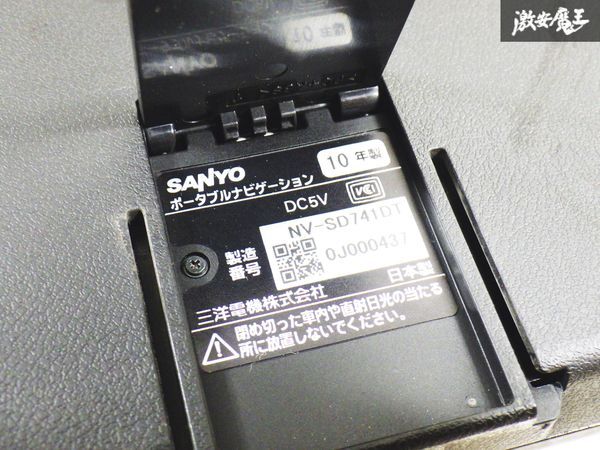 激安魔王
SANYO
10年製
ポータブルナビゲーション
DC5V
VCCI
NV-SD741DT
製造
番号
0J000437
三洋電機株式会社
日本製
閉め切った車内や直射日光の当たる
所に放置しないでください。